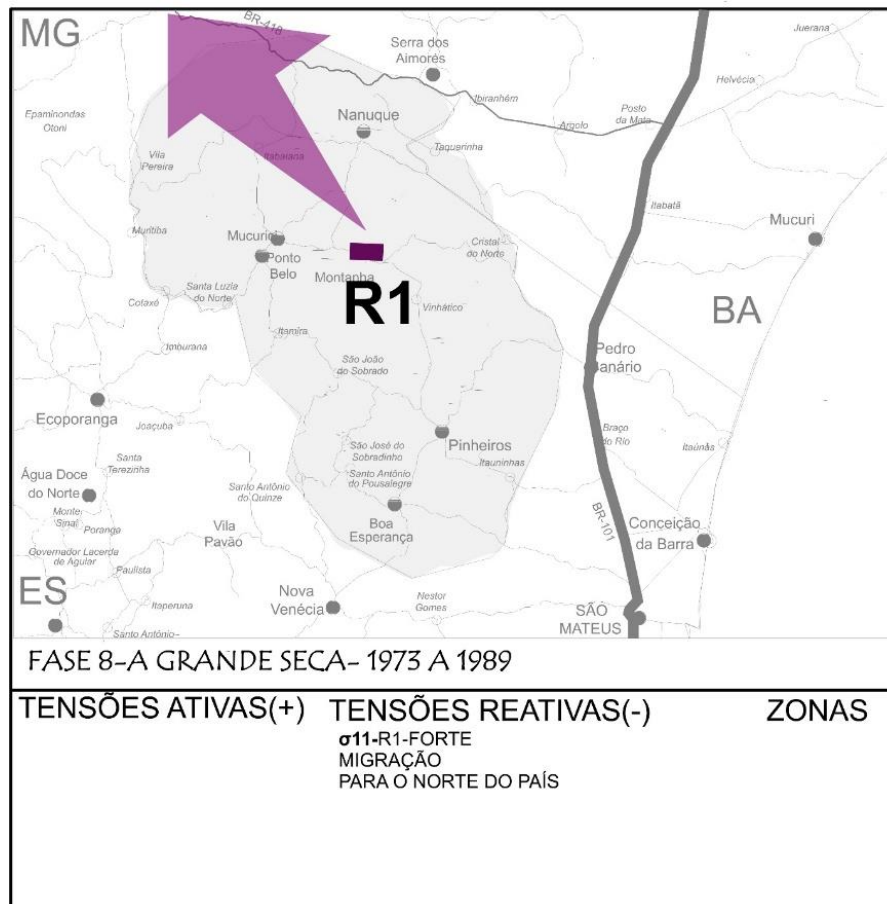 MG
BR-418
Serra dos
Aimorés
Juerana
Helvécia
Epaminondas
Otoni
Nanuque
Ibiranhém
Posto
da Mata
Argolo
Vila
Pereira
Itabaiana
Taquarinha
Itabatã
Muritiba
Mucurici
Ponto
Belo
Cristal
do Norte
Mucuri
Montanha
R1
Santa Luzia
do Norte
Cotaxé
Vinhático
BA
Itamira
Imburana
São João
do Sobrado
Pedro
Canário
Ecoporanga
Joaçuba
Pinheiros
Braço
do Rio
Itaúnas
São José do
Sobradinho
Santa
Terezinha
Itauninhas
Santo Antônio
do Pousalegre
Água Doce
do Norte
Santo Antônio
do Quinze
Monte
Sinai
Poranga
Vila
Pavão
Boa
Esperança
BR-101
Conceição
da Barra
Governador Lacerda
de Aguiar
Paulista
ES
Itaperuna
Nova
Venécia
Nestor
Gomes
SÃO
MATEUS
Santo Antônio
FASE 8-A GRANDE SECA- 1973 A 1989
TENSÕES ATIVAS(+) TENSÕES REATIVAS(-) ZONAS
σ11-R1-FORTE
MIGRAÇÃO
PARA O NORTE DO PAÍS